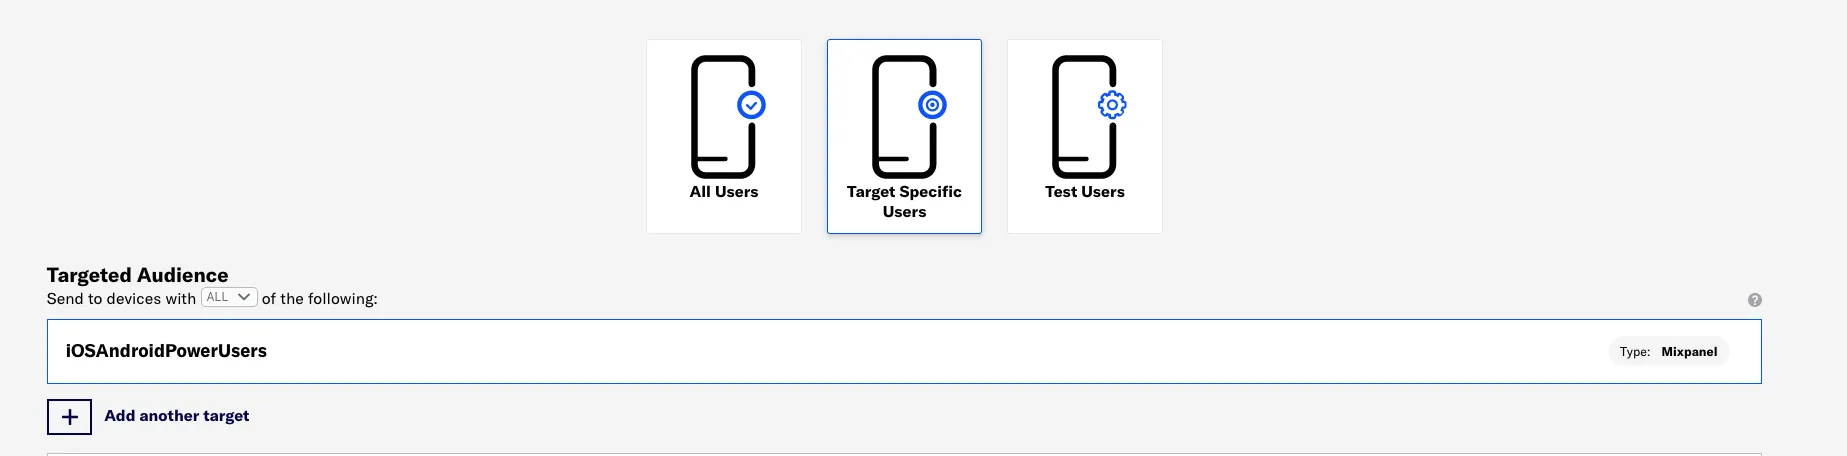 All Users
Target Specific
Users
Test Users
Targeted Audience
Send to devices with ALL of the following:
?
iOSAndroidPowerUsers
Type: Mixpanel
Add another target